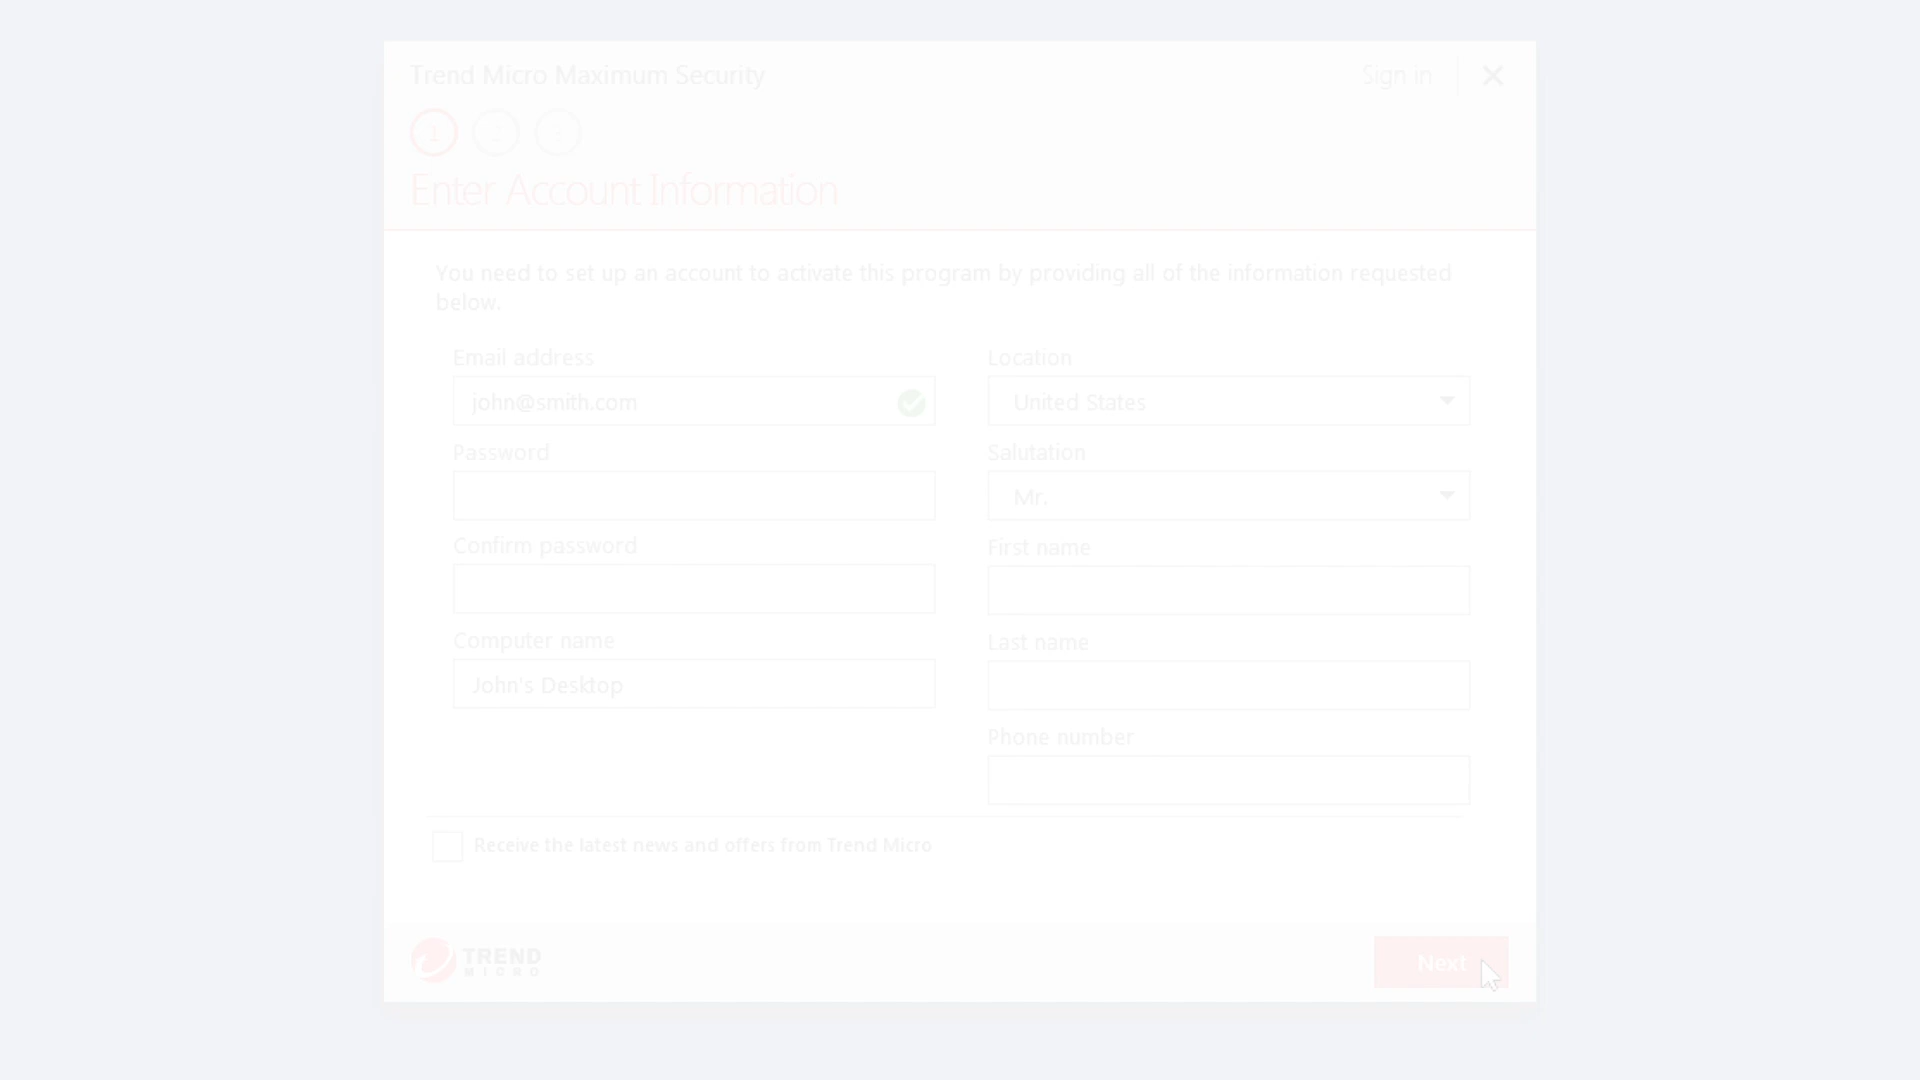 Trend Micro Maximum Security
Sign in
1 2 3
Enter Account Information
You need to set up an account to activate this program by providing all of the information requested
below.
Email address
john@smith.com
Password
Confirm password
Computer name
John's Desktop
Location
United States
Salutation
Mr.
First name
Last name
Phone number
Receive the latest news and offers from Trend Micro
TREND
MICRO
Next